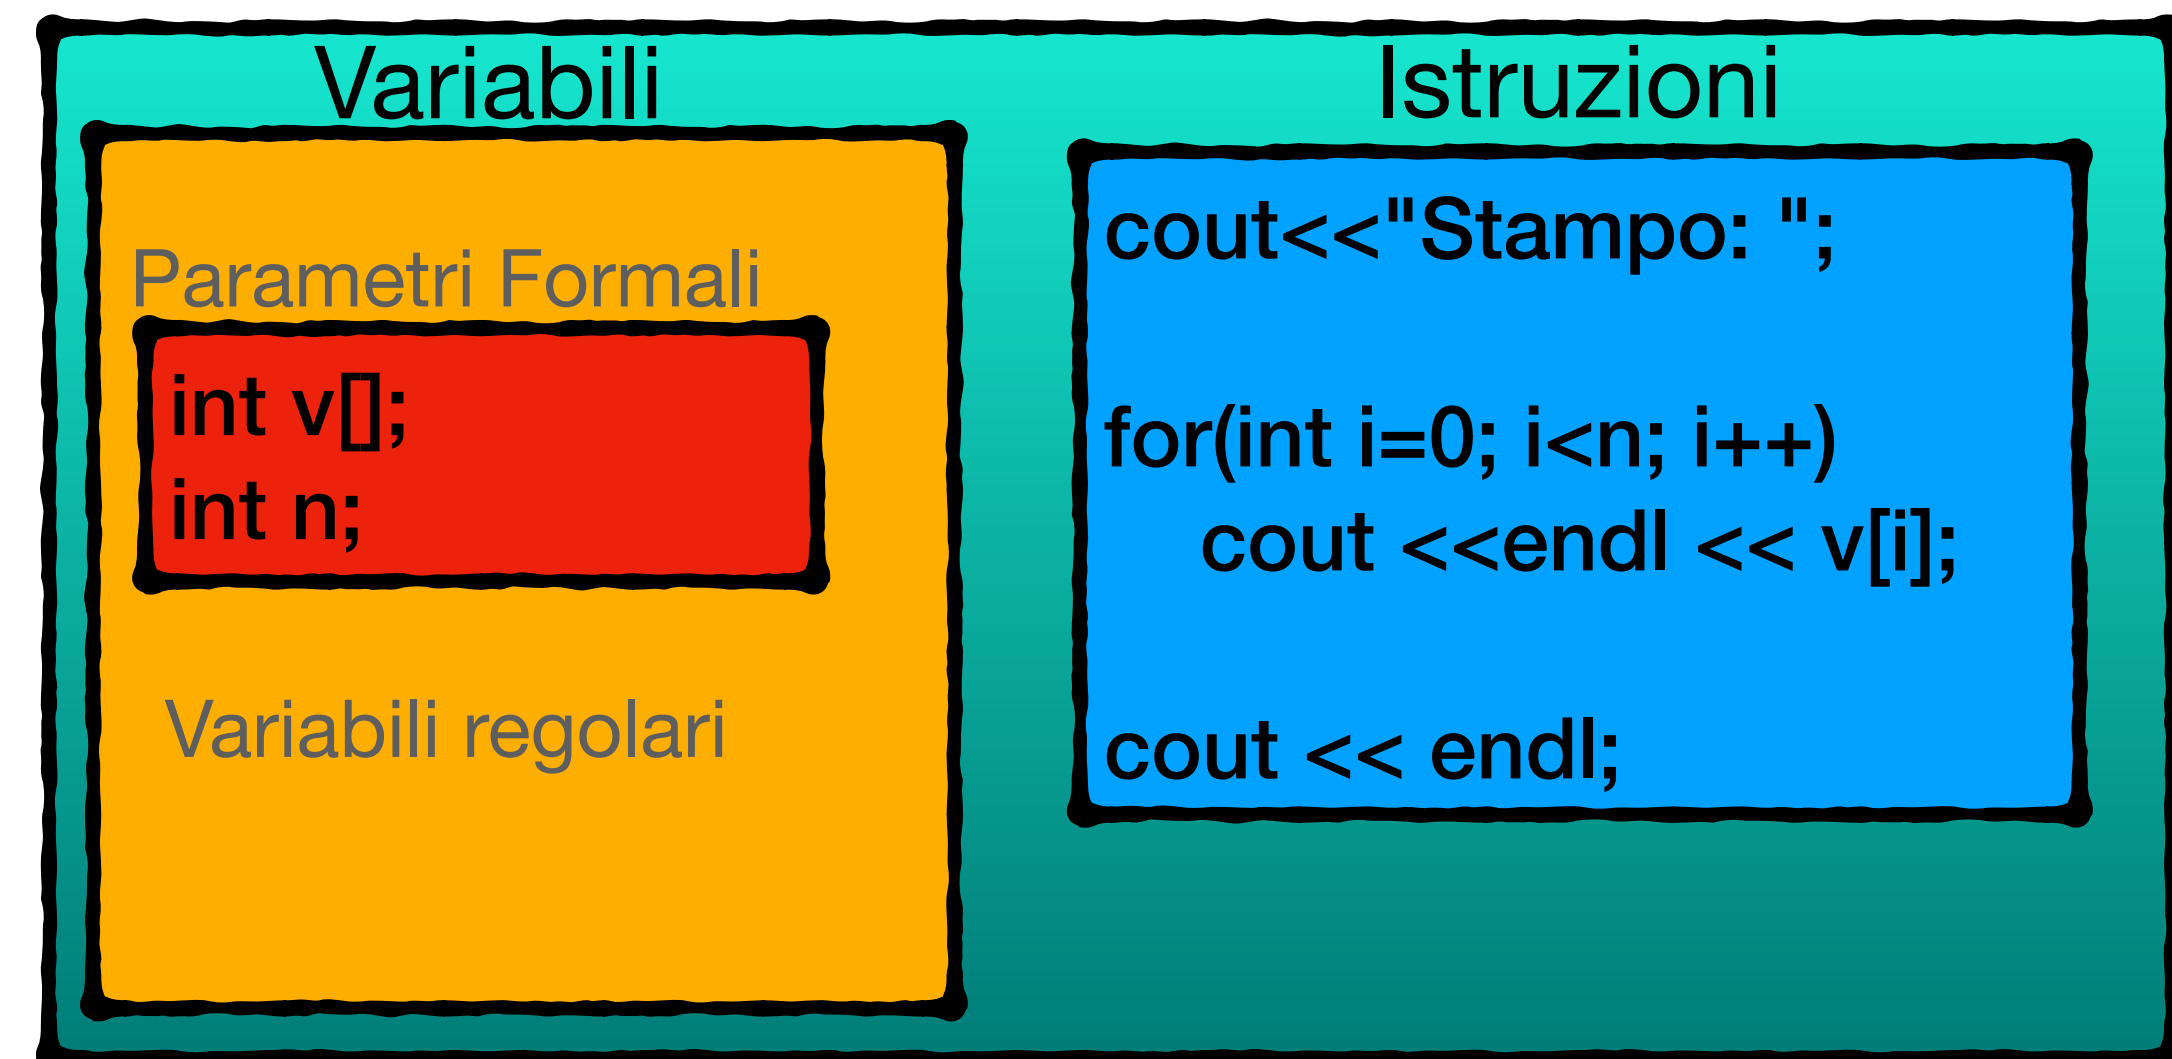 Variabili
Parametri Formali
int v[];
int n;
Variabili regolari
Istruzioni
cout<<"Stampo: ";
for(int i=0; i<n; i++)
cout <<endl << v[i];
cout << endl;